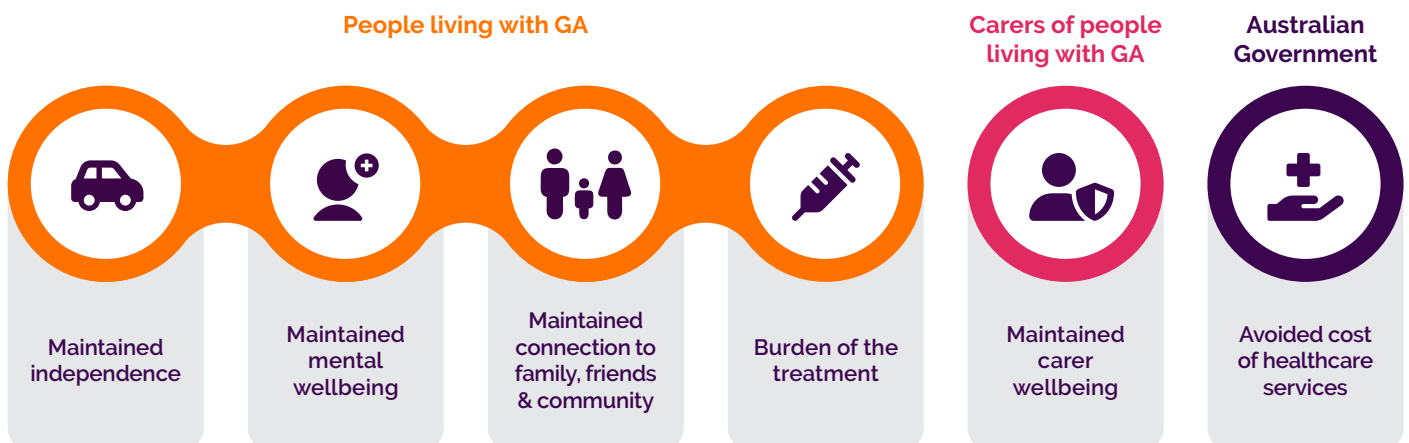 People living with GA
Carers of people
living with GA
Australian
Government
Maintained
independence
Maintained
mental
wellbeing
Maintained
connection to
family, friends
& community
Burden of the
treatment
Maintained
carer
wellbeing
Avoided cost
of healthcare
services